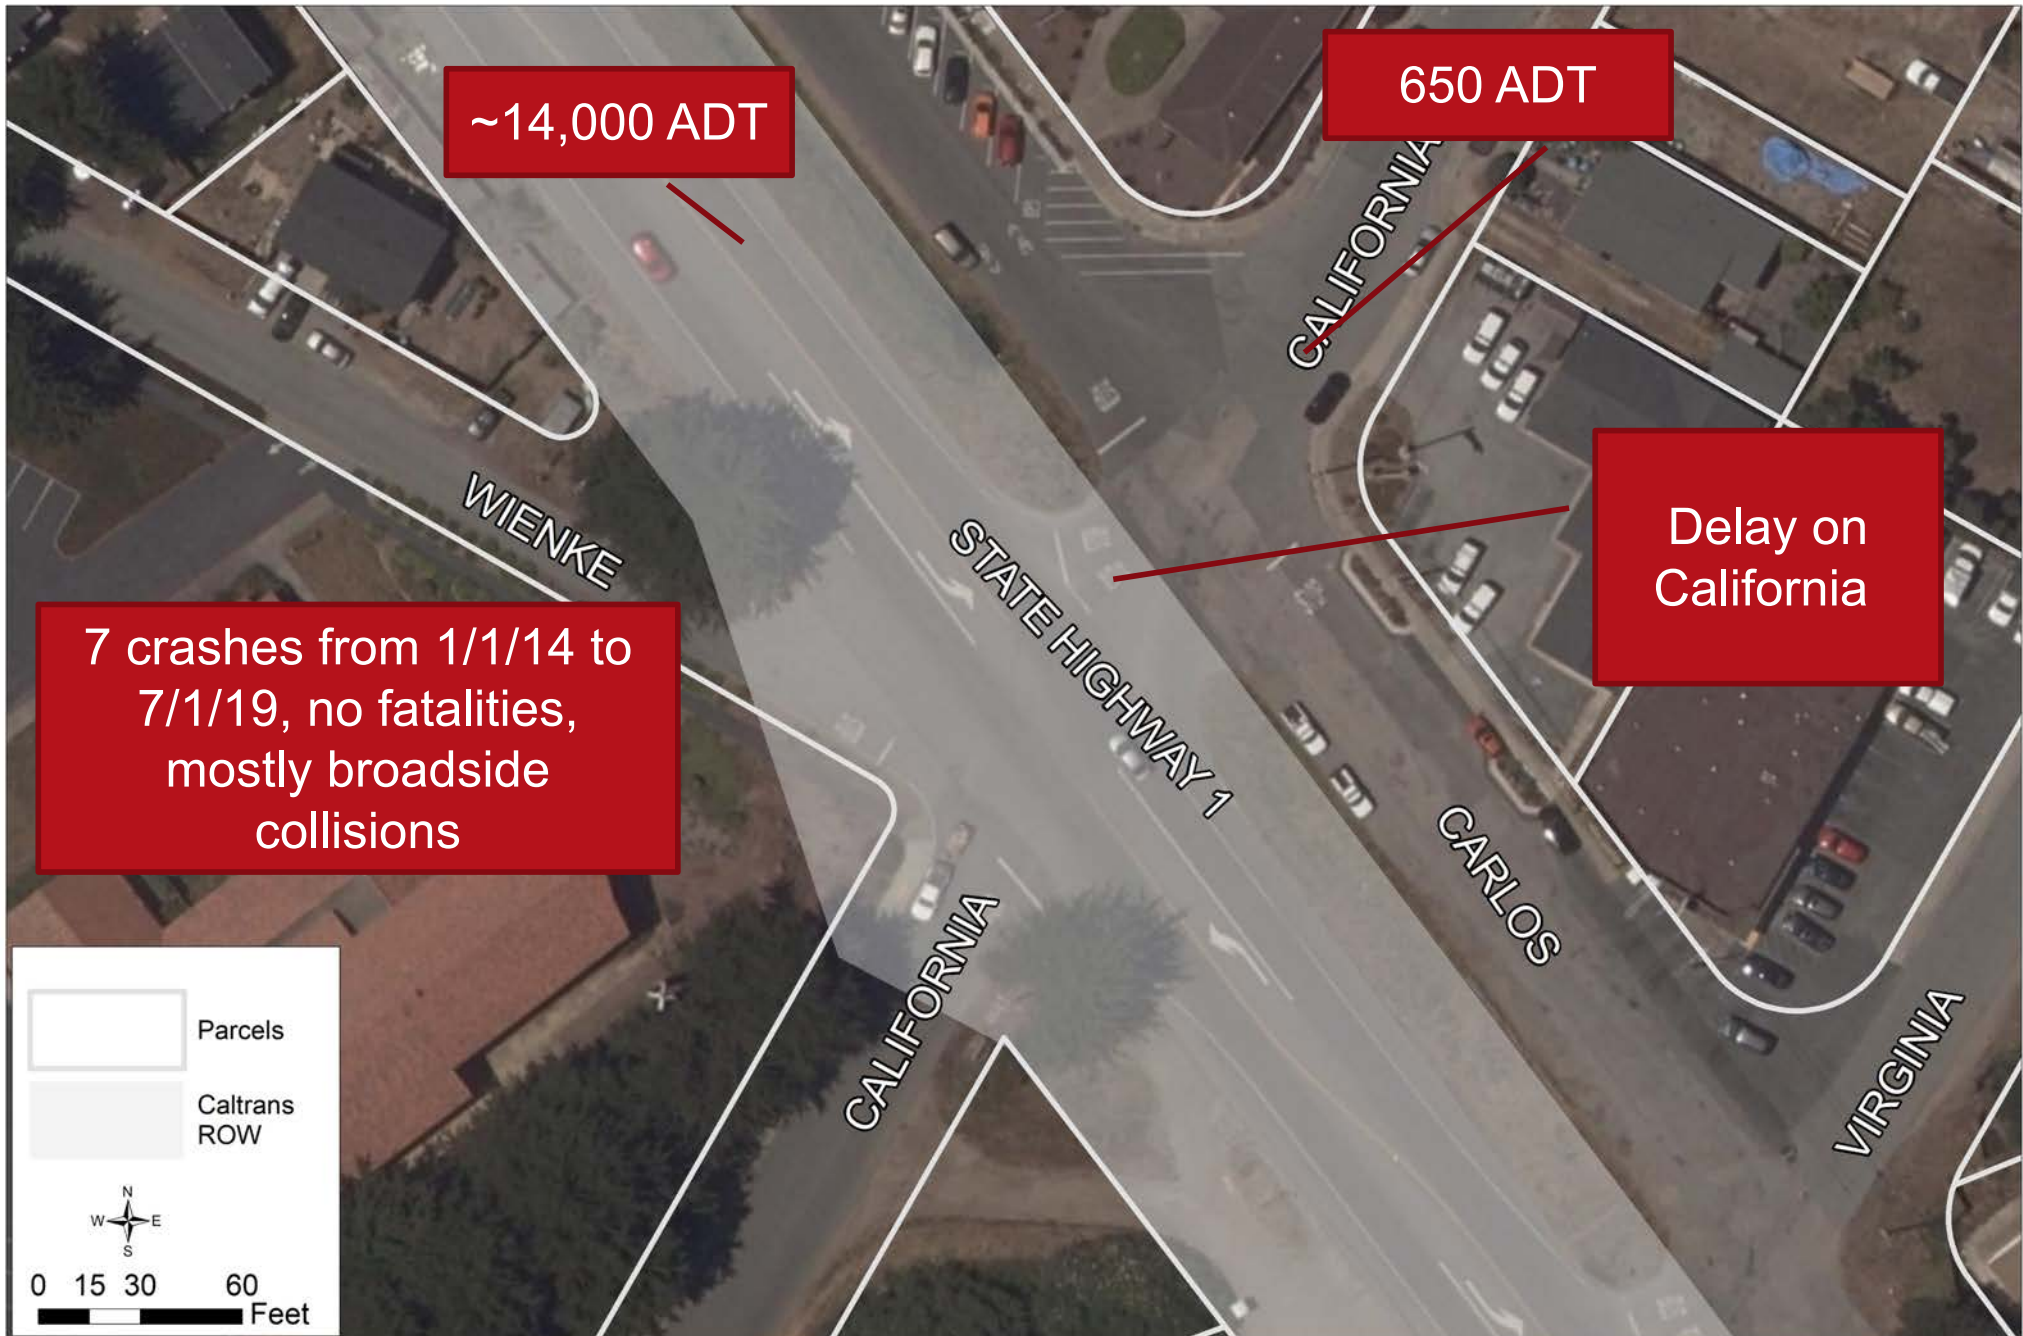 ~14,000 ADT
650 ADT
CALIFORNIA
WIENKE
STATE HIGHWAY 1
Delay on
California
7 crashes from 1/1/14 to
7/1/19, no fatalities,
mostly broadside
collisions
CARLOS
CALIFORNIA
VIRGINIA
Parcels
Caltrans
ROW
N
W E
S
0 15 30 60
Feet